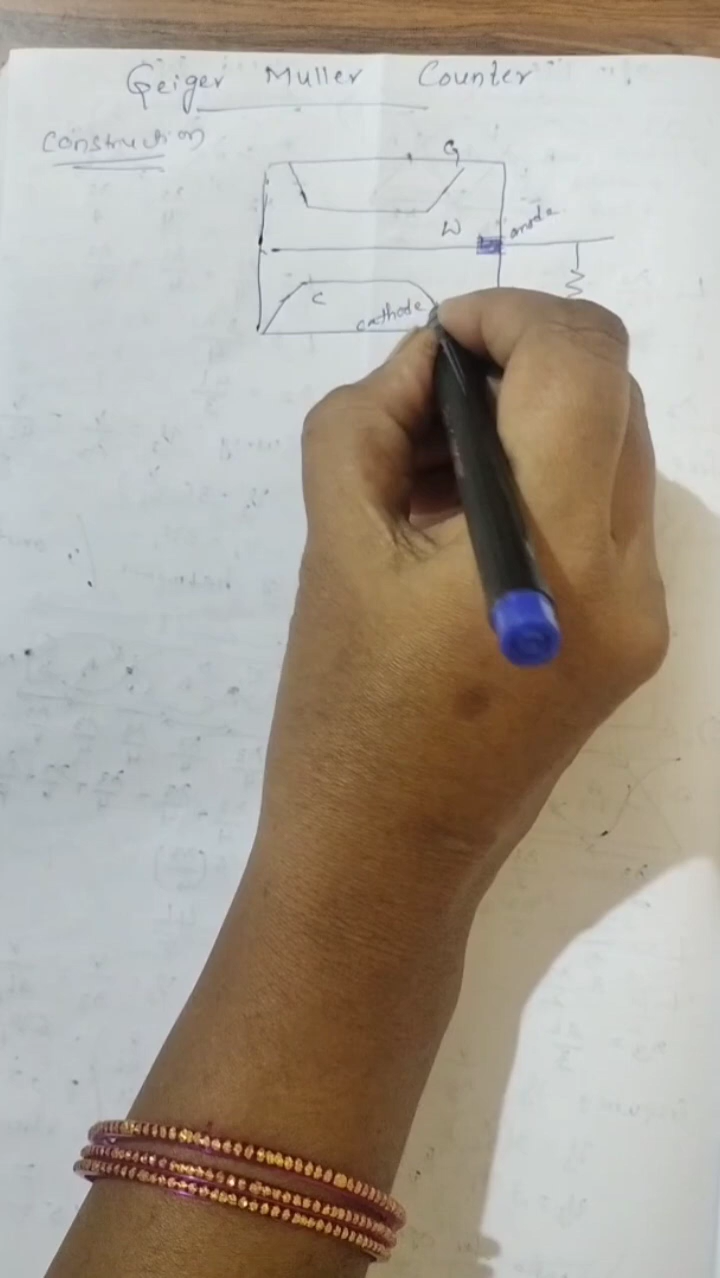 Geiger Muller Counter
Construction
G
W anode
C
cathode